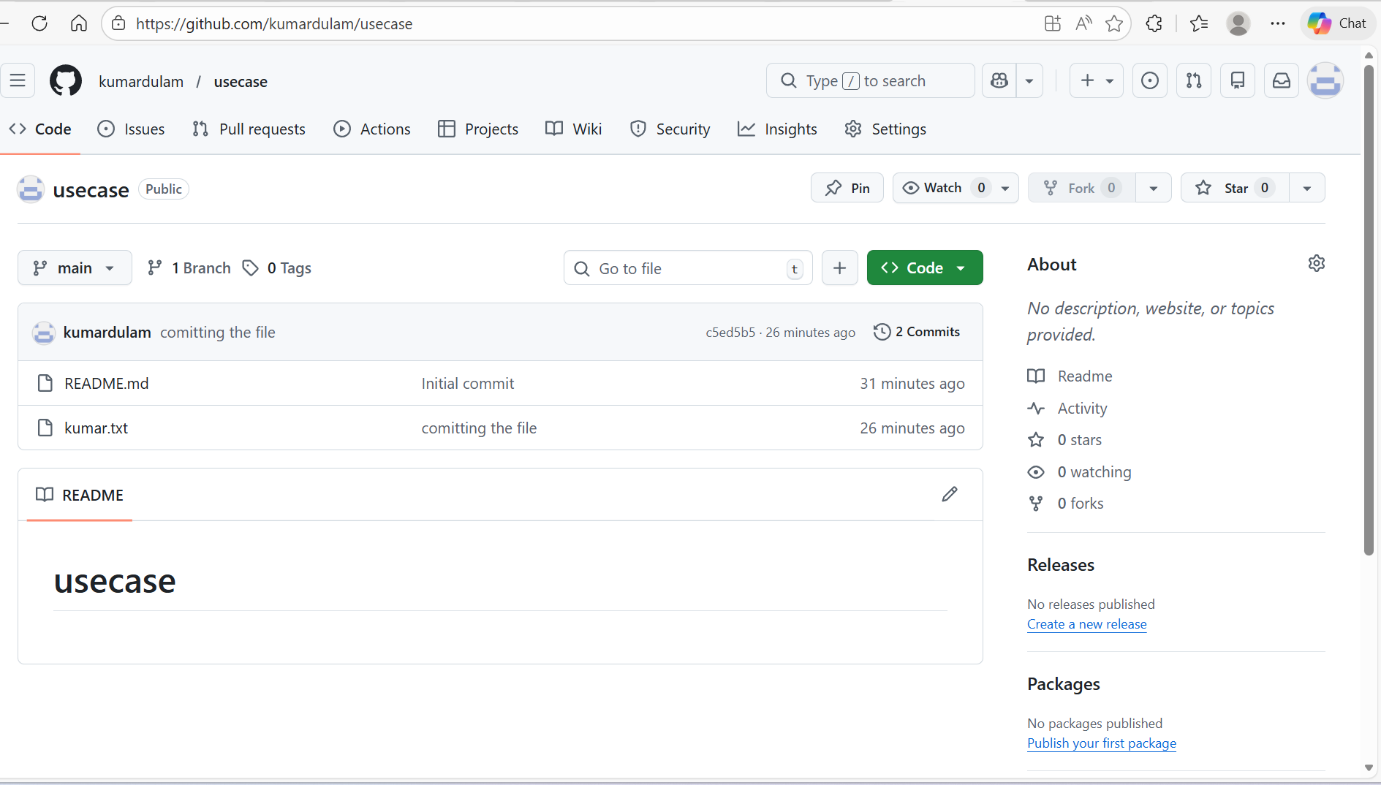 https://github.com/kumardulam/usecase
Chat
kumardulam / usecase
Type / to search
Code Issues Pull requests Actions Projects Wiki Security Insights Settings
usecase Public
Pin Watch 0 Fork 0 Star 0
main 1 Branch 0 Tags Go to file t Code
kumardulam comitting the file c5ed5b5 · 26 minutes ago 2 Commits
README.md Initial commit 31 minutes ago
kumar.txt comitting the file 26 minutes ago
README
usecase
About
No description, website, or topics
provided.
Readme
Activity
0 stars
0 watching
0 forks
Releases
No releases published
Create a new release
Packages
No packages published
Publish your first package